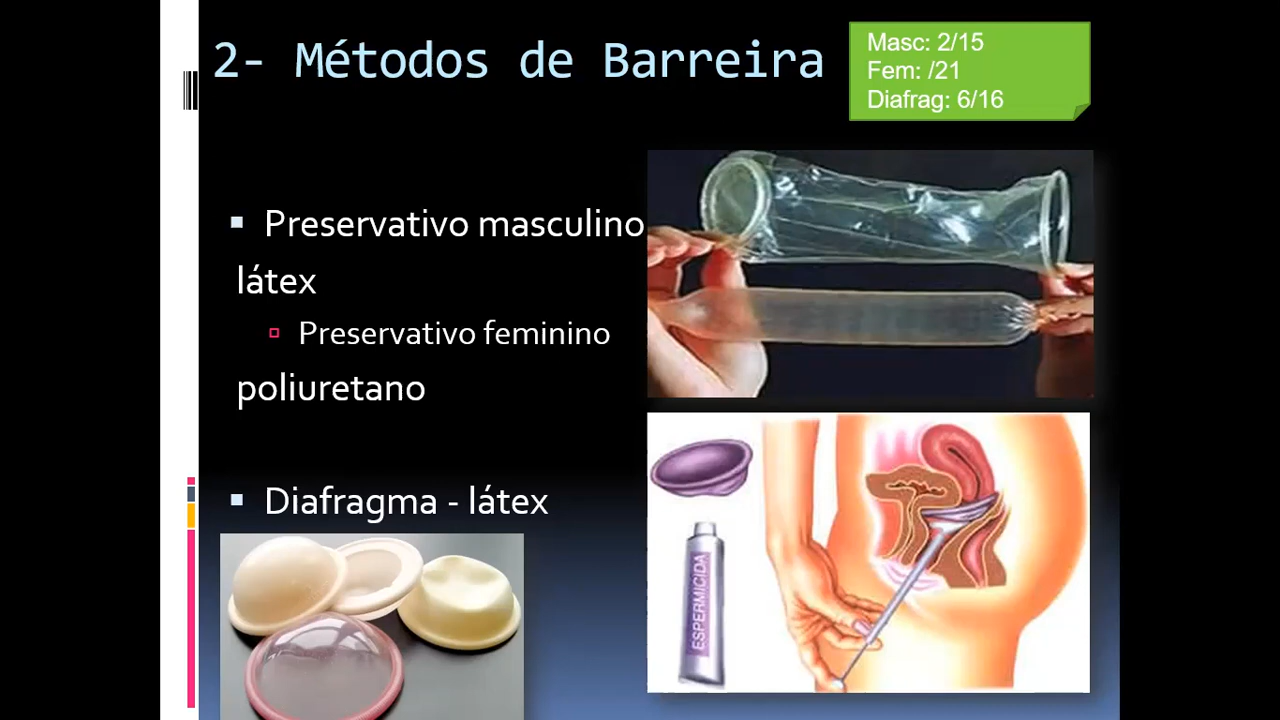 2- Métodos de Barreira
Masc: 2/15
Fem: /21
Diafrag: 6/16
Preservativo masculino
látex
Preservativo feminino
poliuretano
Diafragma - látex
ESPERMICIDA